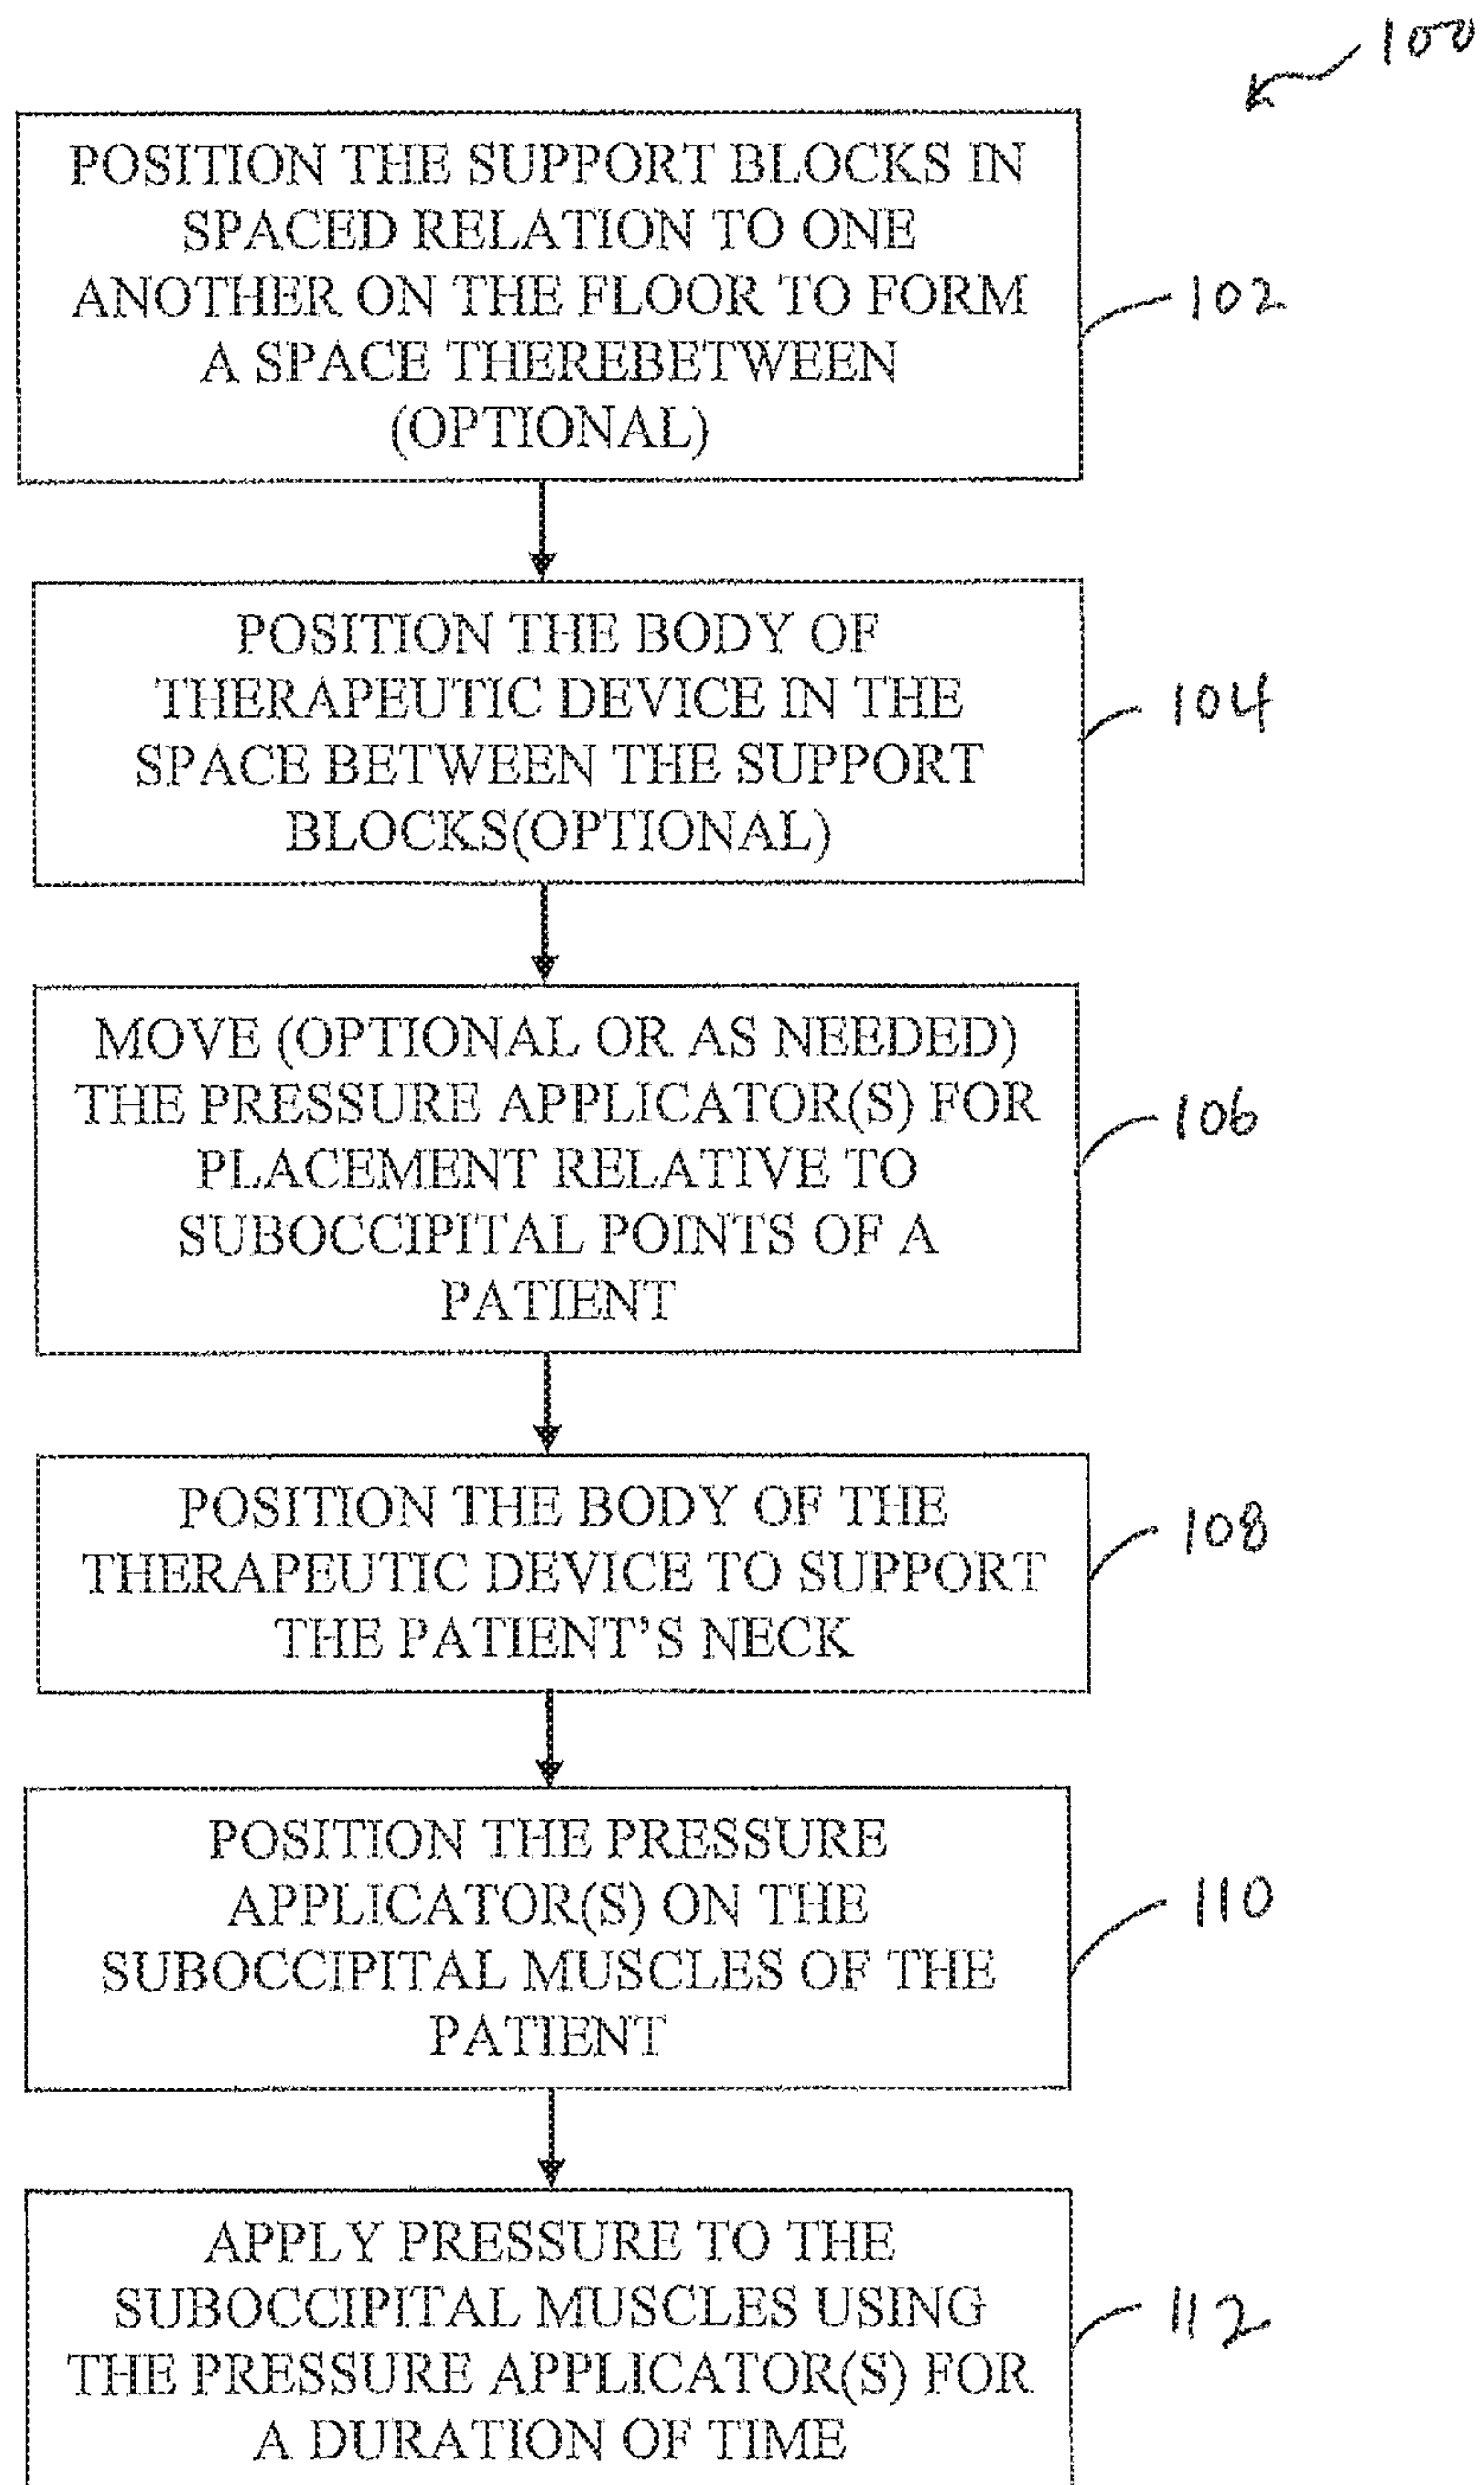 100
POSITION THE SUPPORT BLOCKS IN
SPACED RELATION TO ONE
ANOTHER ON THE FLOOR TO FORM
A SPACE THEREBETWEEN
(OPTIONAL)
102
POSITION THE BODY OF
THERAPEUTIC DEVICE IN THE
SPACE BETWEEN THE SUPPORT
BLOCKS(OPTIONAL)
104
MOVE (OPTIONAL OR AS NEEDED)
THE PRESSURE APPLICATOR(S) FOR
PLACEMENT RELATIVE TO
SUBOCCIPITAL POINTS OF A
PATIENT
106
POSITION THE BODY OF THE
THERAPEUTIC DEVICE TO SUPPORT
THE PATIENT'S NECK
108
POSITION THE PRESSURE
APPLICATOR(S) ON THE
SUBOCCIPITAL MUSCLES OF THE
PATIENT
110
APPLY PRESSURE TO THE
SUBOCCIPITAL MUSCLES USING
THE PRESSURE APPLICATOR(S) FOR
A DURATION OF TIME
112